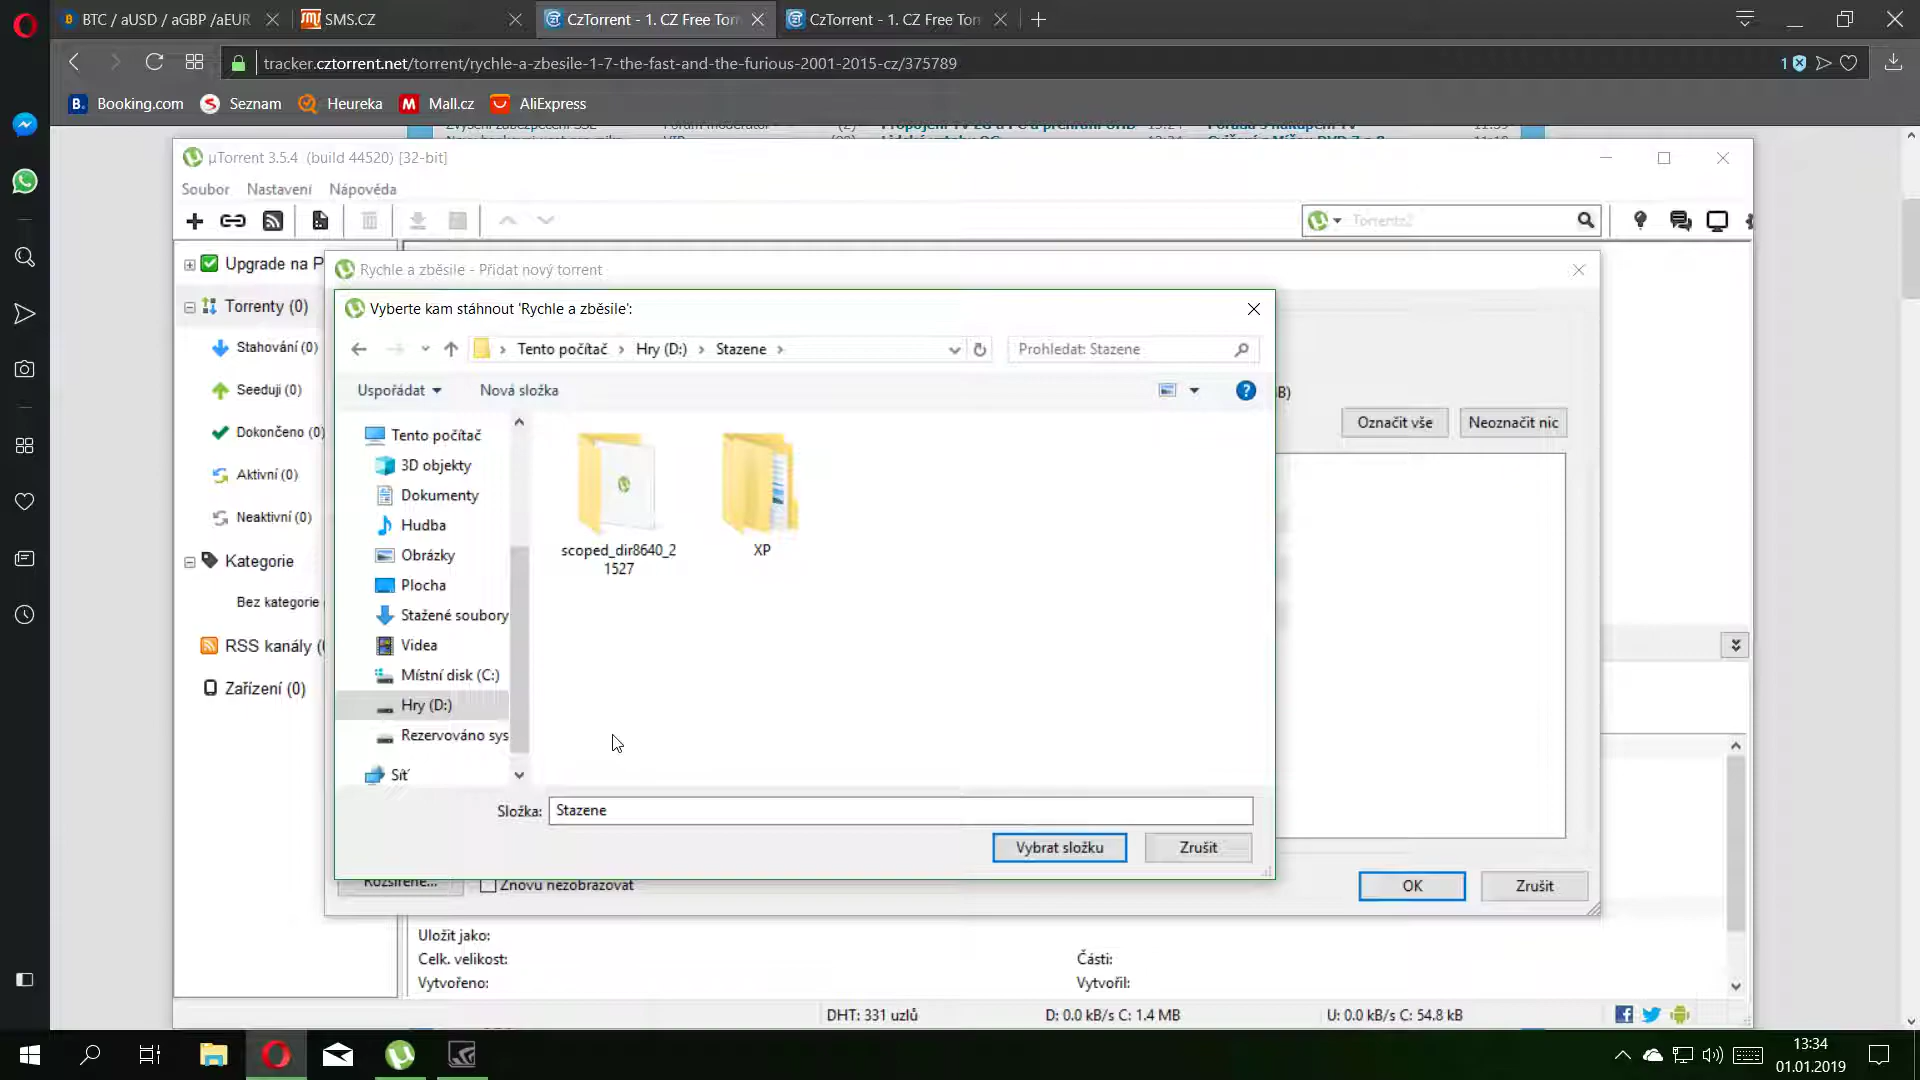 BTC / aUSD / aGBP /aEUR
SMS.CZ
CzTorrent - 1. CZ Free Torr
CzTorrent - 1. CZ Free Torr
tracker.cztorrent.net/torrent/rychle-a-zbesile-1-7-the-fast-and-the-furious-2001-2015-cz/375789
1
Booking.com
Seznam
Heureka
Mall.cz
AliExpress
µTorrent 3.5.4 (build 44520) [32-bit]
Soubor
Nastavení
Nápověda
Torrentz2
Upgrade na P
Torrenty (0)
Stahování (0)
Seeduji (0)
Dokončeno (0)
Aktivní (0)
Neaktivní (0)
Kategorie
Bez kategorie
RSS kanály (
Zařízení (0)
Rychle a zběsile - Přidat nový torrent
Vyberte kam stáhnout 'Rychle a zběsile':
Tento počítač
Hry (D:)
Stazene
Prohledat: Stazene
Uspořádat
Nová složka
B)
Označit vše
Neoznačit nic
Tento počítač
3D objekty
Dokumenty
Hudba
Obrázky
Plocha
Stažené soubory
Videa
Místní disk (C:)
Hry (D:)
Rezervováno sys
Síť
scoped_dir8640_2
1527
XP
Složka:
Stazene
Vybrat složku
Zrušit
Rozšířené...
Znovu nezobrazovat
OK
Zrušit
Uložit jako:
Celk. velikost:
Části:
Vytvořeno:
Vytvořil:
DHT: 331 uzlů
D: 0.0 kB/s C: 1.4 MB
U: 0.0 kB/s C: 54.8 kB
13:34
01.01.2019